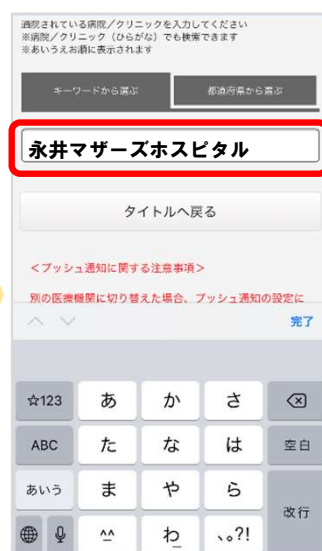 通院されている病院/クリニックを入力してください
※病院/クリニック（ひらがな）でも検索できます
※あいうえお順に表示されます
キーワードから選ぶ
都道府県から選ぶ
永井マザーズホスピタル
タイトルへ戻る
＜プッシュ通知に関する注意事項＞
別の医療機関に切り替えた場合、プッシュ通知の設定に
完了
☆123 あ か さ
ABC た な は 空白
あいう ま や ら
改行
^^ わ 、。?!